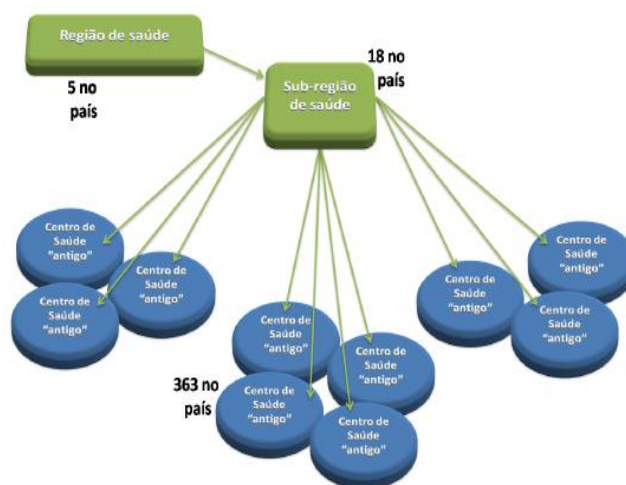 Região de saúde
5 no
país
18 no
país
Sub-região
de saúde
Centro de
Saúde
"antigo"
Centro de
Saúde
"antigo"
Centro de
Saúde
"antigo"
Centro de
Saúde
"antigo"
Centro de
Saúde
"antigo"
363 no
país
Centro de
Saúde
"antigo"
Centro de
Saúde
"antigo"
Centro de
Saúde
"antigo"
Centro de
Saúde
"antigo"
Centro de
Saúde
"antigo"